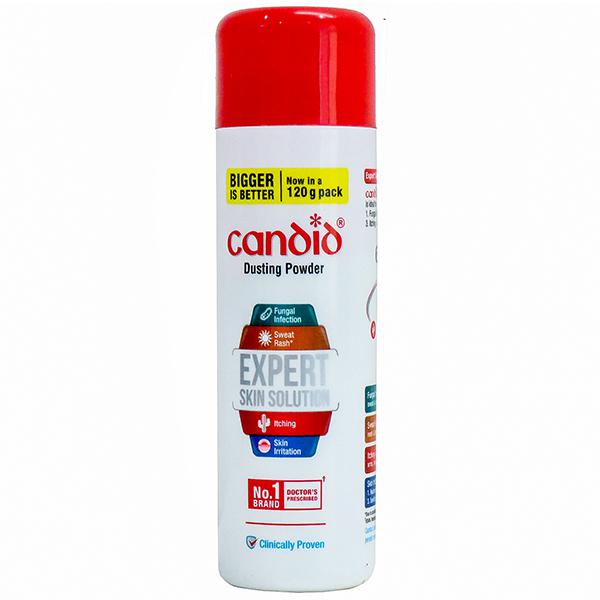 BIGGER
IS BETTER
Now in a
120 g pack
candid®
Dusting Powder
Fungal
Infection
Sweat
Rash*
EXPERT
SKIN SOLUTION
Itching
Skin
Irritation
No.1
BRAND
DOCTOR'S
PRESCRIBED
†
Clinically Proven